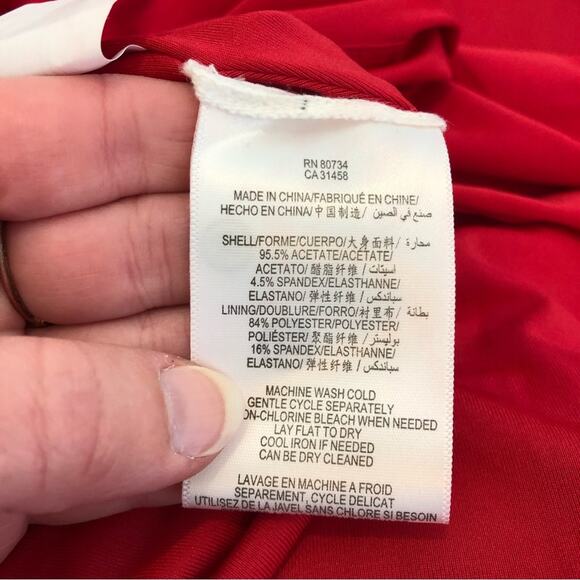 RN 80734
CA 31458
MADE IN CHINA/FABRIQUÉ EN CHINE/
HECHO EN CHINA/中国制造/ صنع في الصين
SHELL/FORME/CUERPO/大身面料/ محارة
95.5% ACETATE/ACÉTATE/
ACETATO/醋脂纤维/أسيتات
4.5% SPANDEX/ELASTHANNE/
ELASTANO/弹性纤维/سباندكس
LINING/DOUBLURE/FORRO/衬里布/ بطانة
84% POLYESTER/POLYESTER/
POLIÉSTER/聚酯纤维/بوليستر
16% SPANDEX/ELASTHANNE/
ELASTANO/弹性纤维/سباندكس
MACHINE WASH COLD
GENTLE CYCLE SEPARATELY
ON-CHLORINE BLEACH WHEN NEEDED
LAY FLAT TO DRY
COOL IRON IF NEEDED
CAN BE DRY CLEANED
LAVAGE EN MACHINE A FROID
SEPAREMENT, CYCLE DELICAT
UTILISEZ DE LA JAVEL SANS CHLORE SI BESOIN